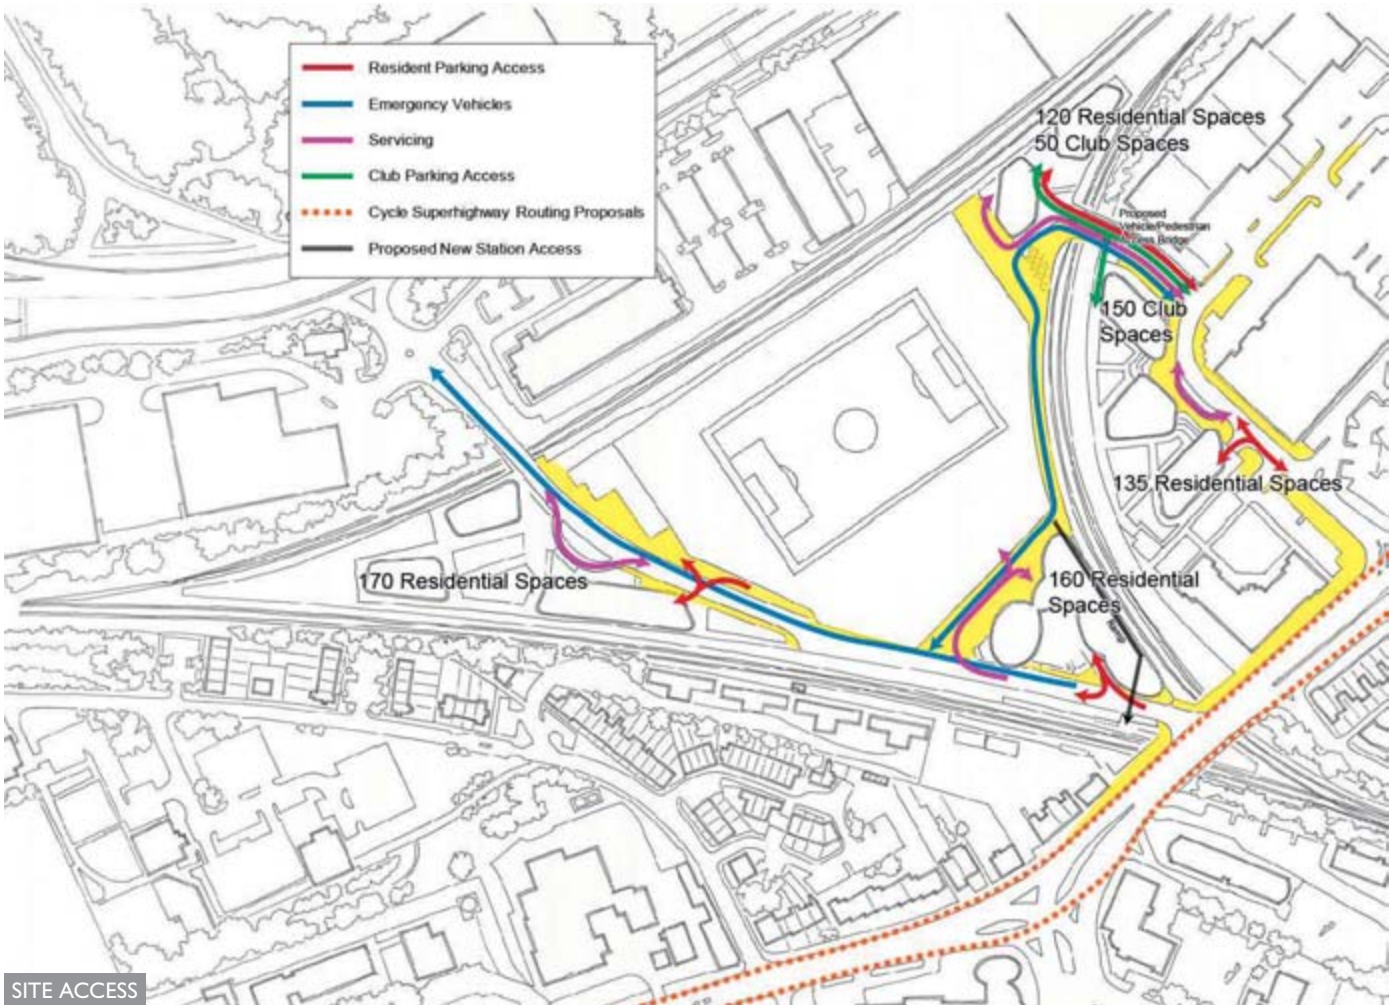 Resident Parking Access
Emergency Vehicles
Servicing
Club Parking Access
Cycle Superhighway Routing Proposals
Proposed New Station Access
120 Residential Spaces
50 Club Spaces
Proposed
Vehicle/Pedestrian
Access Bridge
150 Club
Spaces
135 Residential Spaces
170 Residential Spaces
160 Residential
Spaces
SITE ACCESS